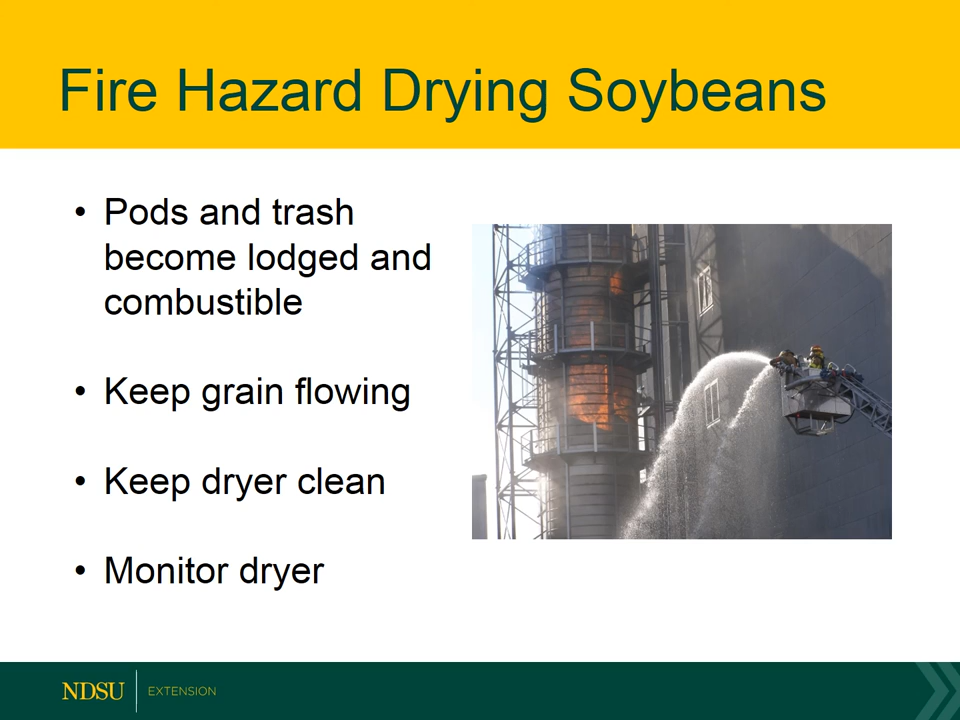 Fire Hazard Drying Soybeans
• Pods and trash
become lodged and
combustible
• Keep grain flowing
• Keep dryer clean
• Monitor dryer
NDSU EXTENSION